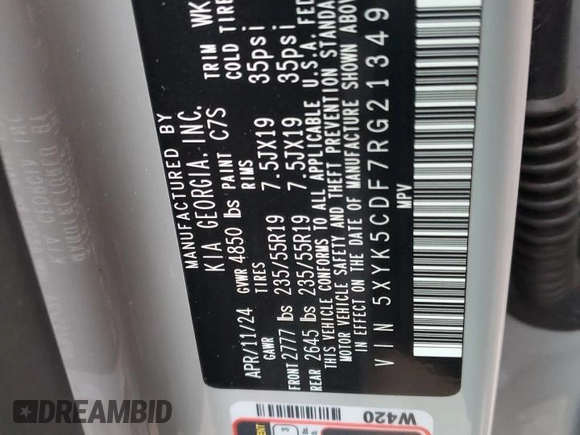 MANUFACTURED BY
KIA GEORGIA, INC.
APR/11/24 GVWR 4850 lbs PAINT C7S TRIM WK
GAWR TIRES RIMS COLD TIRE
FRONT 2777 lbs 235/55R19 7.5JX19 35psi
REAR 2645 lbs 235/55R19 7.5JX19 35psi
THIS VEHICLE CONFORMS TO ALL APPLICABLE U.S.A. FED
MOTOR VEHICLE SAFETY AND THEFT PREVENTION STANDA
IN EFFECT ON THE DATE OF MANUFACTURE SHOWN ABOV
VIN 5XYK5CDF7RG21349
MPV
W420
DREAMBID